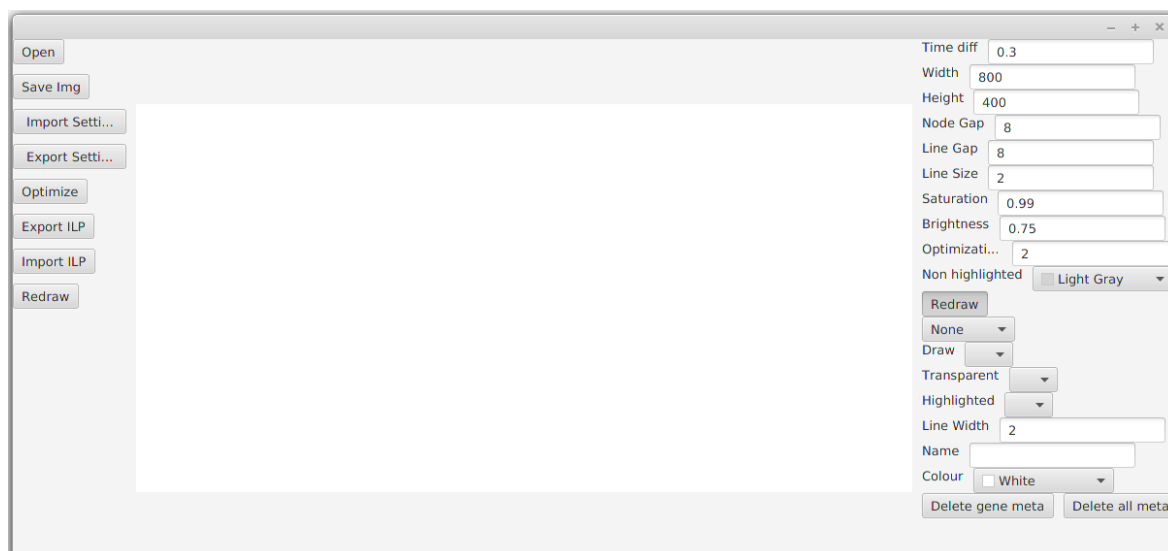 Open
Save Img
Import Setti...
Export Setti...
Optimize
Export ILP
Import ILP
Redraw
Time diff 0.3
Width 800
Height 400
Node Gap 8
Line Gap 8
Line Size 2
Saturation 0.99
Brightness 0.75
Optimizati... 2
Non highlighted Light Gray
Redraw
None
Draw
Transparent
Highlighted
Line Width 2
Name
Colour White
Delete gene meta Delete all meta